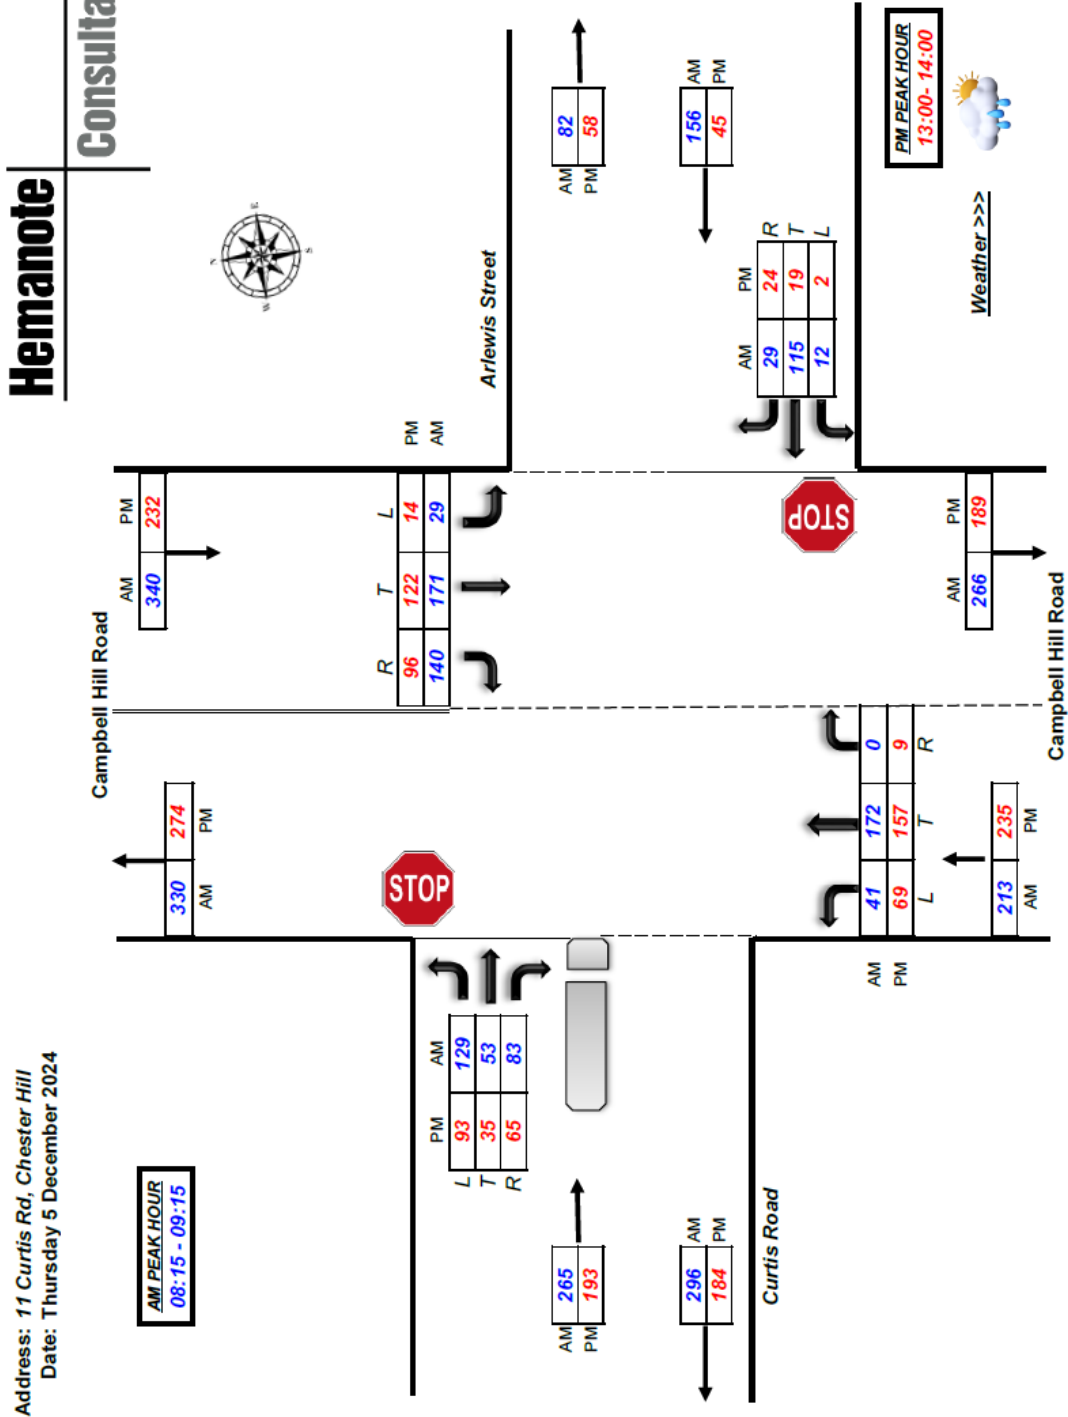 Hemanote
Consulta
Address: 11 Curtis Rd, Chester Hill
Date: Thursday 5 December 2024
AM PEAK HOUR
08:15 - 09:15
PM PEAK HOUR
13:00- 14:00
Weather >>>
N
E
S
W
Campbell Hill Road
AM PM
340 232
330 274
AM PM
R T L
96 122 14 PM
140 171 29 AM
Arlewis Street
AM 82
PM 58
156 AM
45 PM
AM PM
29 24 R
115 19 T
12 2 L
STOP
STOP
PM AM
L 93 129
T 35 53
R 65 83
AM 265
PM 193
296 AM
184 PM
Curtis Road
AM 41 172 0
PM 69 157 9
L T R
213 235
AM PM
AM PM
266 189
Campbell Hill Road